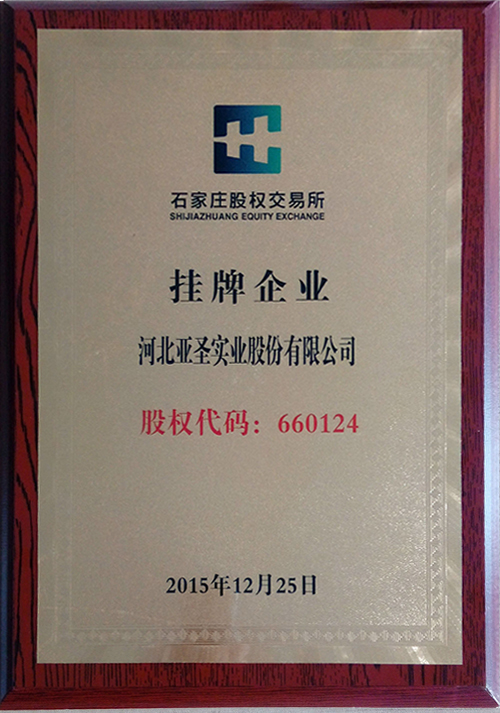 石家庄股权交易所
SHIJIAZHUANG EQUITY EXCHANGE
挂牌企业
河北亚圣实业股份有限公司
股权代码：660124
2015年12月25日